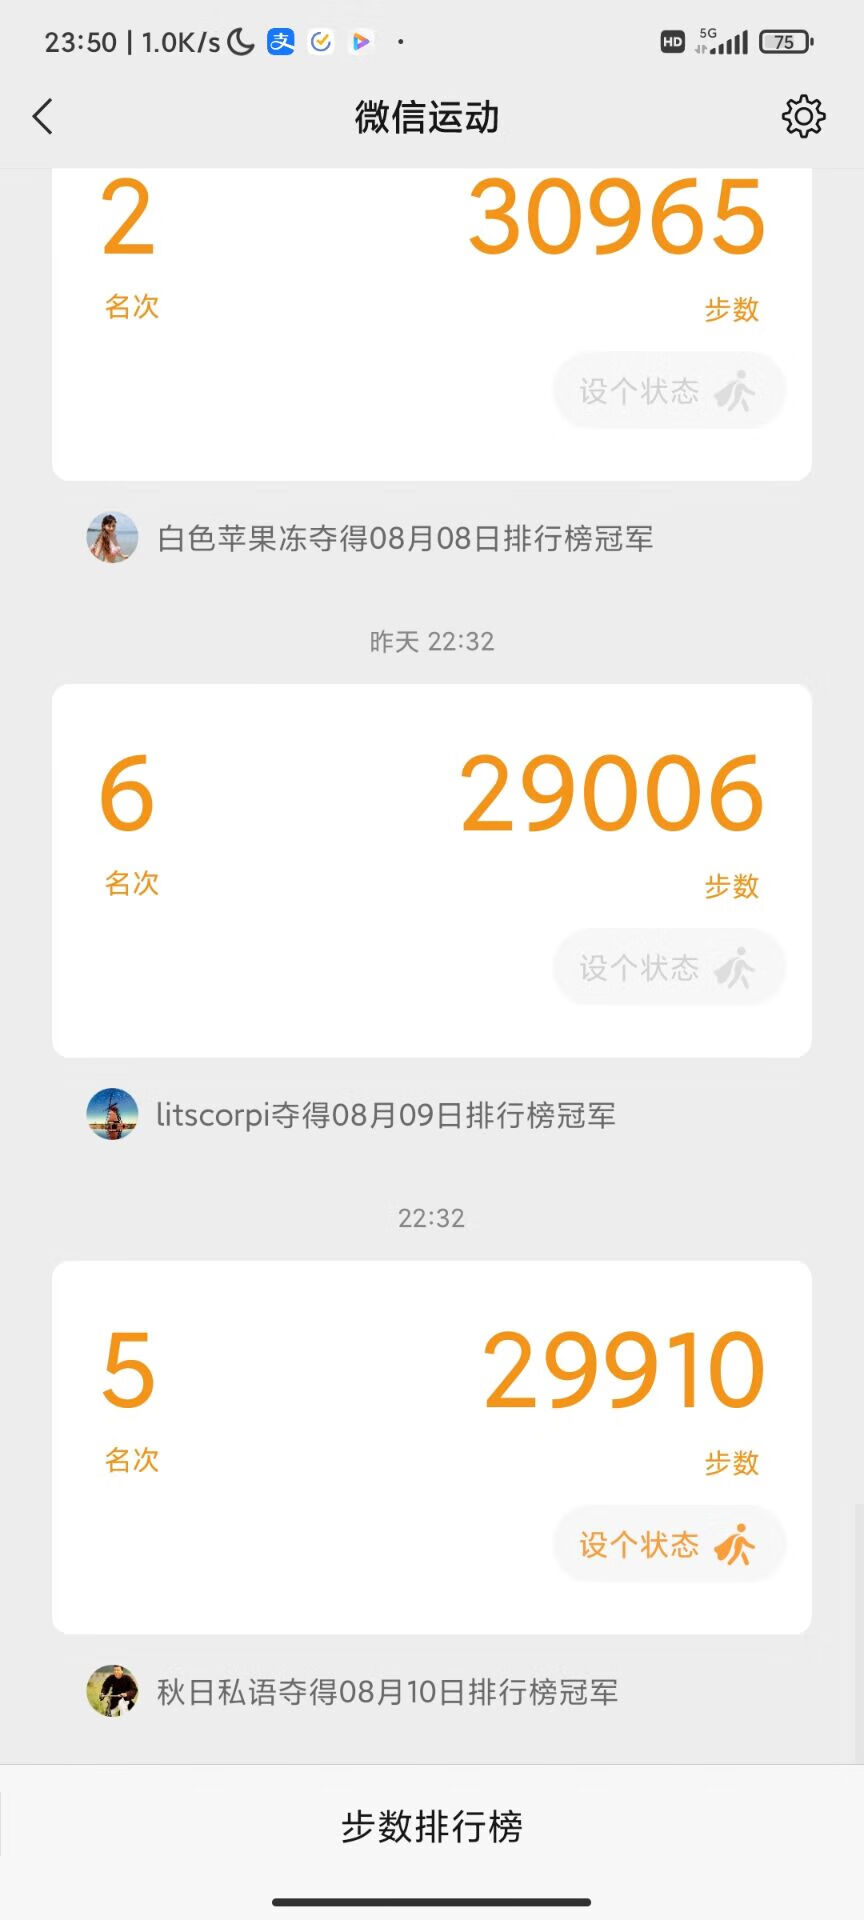 23:50 | 1.0K/s 支 HD 5G 75
微信运动
2 30965
名次 步数
设个状态
白色苹果冻夺得08月08日排行榜冠军
昨天 22:32
6 29006
名次 步数
设个状态
litscorpi夺得08月09日排行榜冠军
22:32
5 29910
名次 步数
设个状态
秋日私语夺得08月10日排行榜冠军
步数排行榜